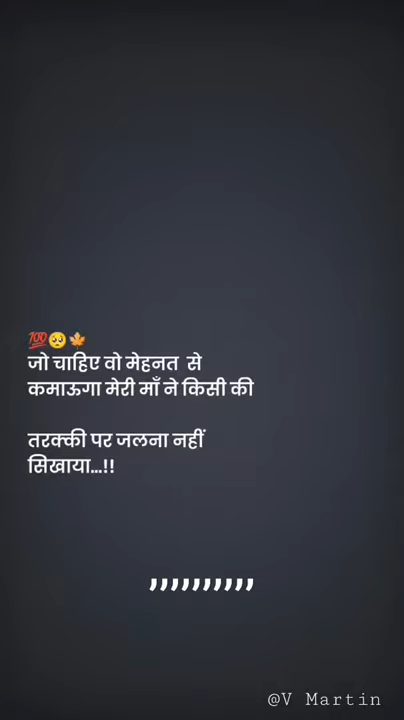 💯🥺🍁
जो चाहिए वो मेहनत से
कमाऊगा मेरी माँ ने किसी की
तरक्की पर जलना नहीं
सिखाया...!!
,,,,,,,,,,
@V Martin